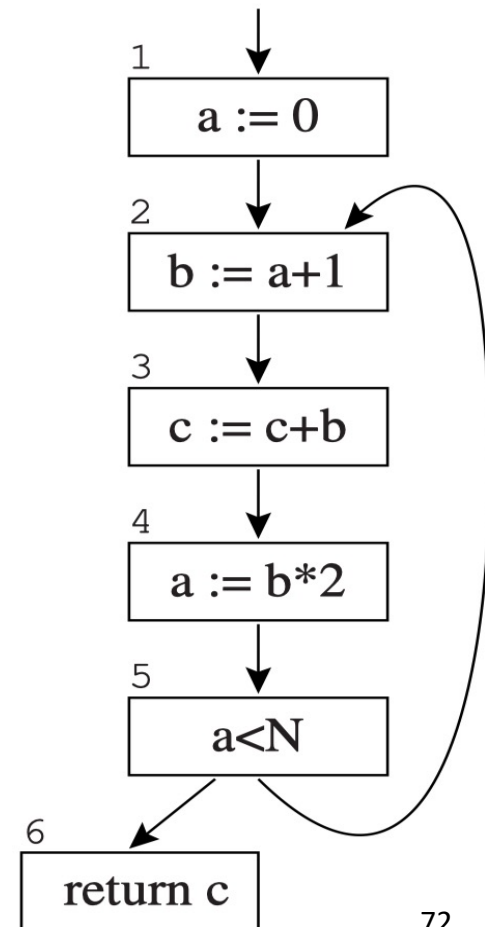 1
a := 0
2
b := a+1
3
c := c+b
4
a := b*2
5
a<N
6
return c
72